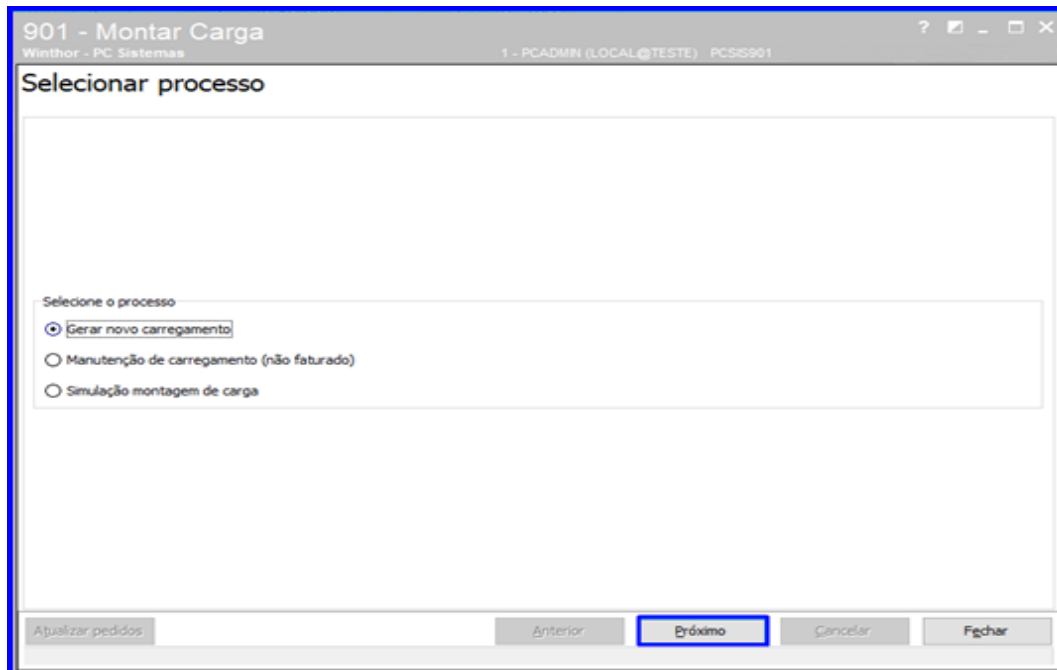 901 - Montar Carga
Winthor - PC Sistemas 1 - PCADMIN (LOCAL@TESTE) PCSIS901
Selecionar processo
Selecione o processo
Gerar novo carregamento
Manutenção de carregamento (não faturado)
Simulação montagem de carga
Atualizar pedidos Anterior Próximo Cancelar Fechar